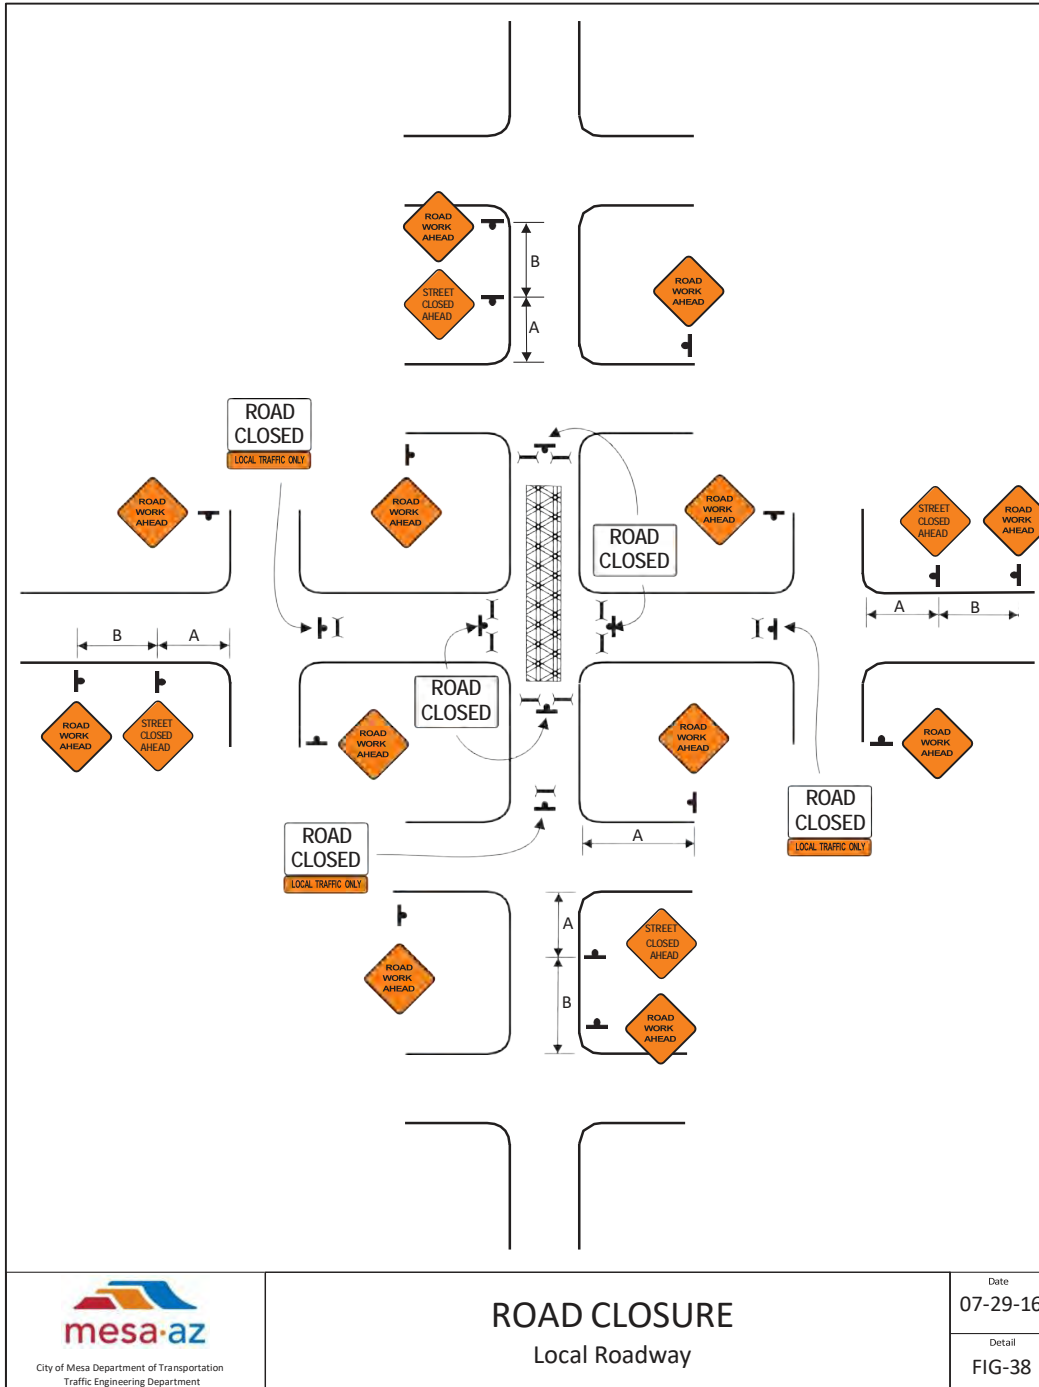 ROAD
WORK
AHEAD
B
STREET
CLOSED
AHEAD
A
ROAD
WORK
AHEAD
ROAD
CLOSED
LOCAL TRAFFIC ONLY
ROAD
WORK
AHEAD
ROAD
WORK
AHEAD
ROAD
CLOSED
ROAD
WORK
AHEAD
STREET
CLOSED
AHEAD
ROAD
WORK
AHEAD
A
B
B
A
ROAD
WORK
AHEAD
STREET
CLOSED
AHEAD
ROAD
WORK
AHEAD
ROAD
CLOSED
ROAD
WORK
AHEAD
ROAD
WORK
AHEAD
ROAD
CLOSED
LOCAL TRAFFIC ONLY
ROAD
CLOSED
LOCAL TRAFFIC ONLY
A
ROAD
WORK
AHEAD
A
STREET
CLOSED
AHEAD
B
ROAD
WORK
AHEAD
mesa·az
City of Mesa Department of Transportation
Traffic Engineering Department
ROAD CLOSURE
Local Roadway
Date
07-29-16
Detail
FIG-38